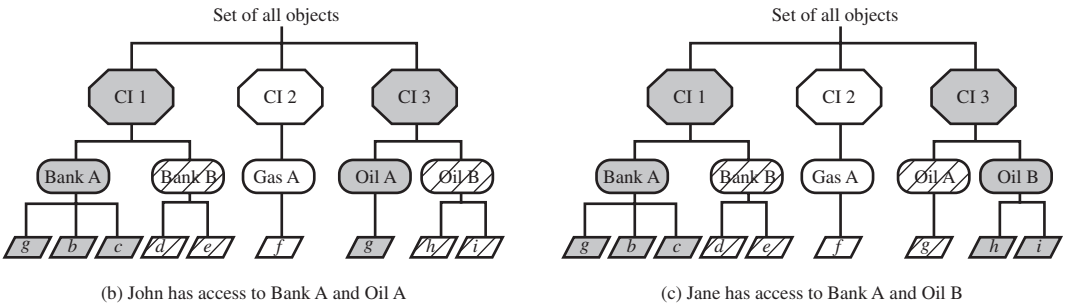 Set of all objects
CI 1 CI 2 CI 3
Bank A Bank B Gas A Oil A Oil B
g b c d e f g h i
(b) John has access to Bank A and Oil A
Set of all objects
CI 1 CI 2 CI 3
Bank A Bank B Gas A Oil A Oil B
g b c d e f g h i
(c) Jane has access to Bank A and Oil B